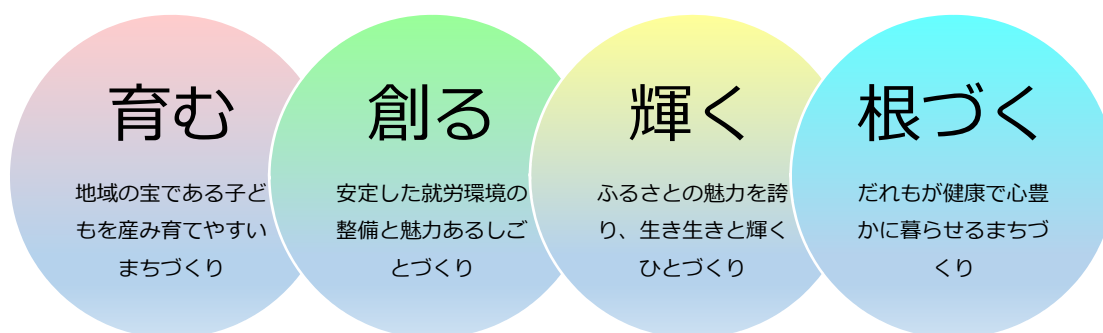 育む
地域の宝である子ど
もを産み育てやすい
まちづくり
創る
安定した就労環境の
整備と魅力あるしご
とづくり
輝く
ふるさとの魅力を誇
り、生き生きと輝く
ひとづくり
根づく
だれもが健康で心豊
かに暮らせるまちづ
くり